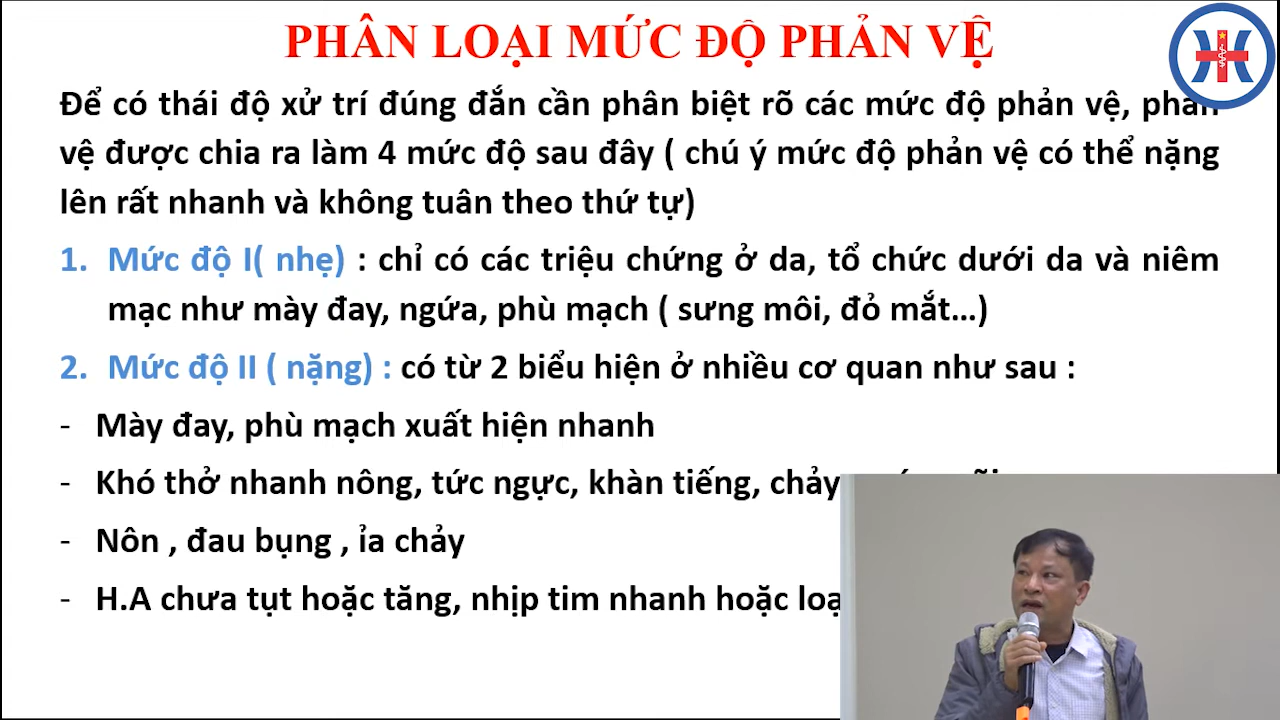 PHÂN LOẠI MỨC ĐỘ PHẢN VỆ
Để có thái độ xử trí đúng đắn cần phân biệt rõ các mức độ phản vệ, phản
vệ được chia ra làm 4 mức độ sau đây ( chú ý mức độ phản vệ có thể nặng
lên rất nhanh và không tuân theo thứ tự)
1. Mức độ I( nhẹ) : chỉ có các triệu chứng ở da, tổ chức dưới da và niêm
mạc như mày đay, ngứa, phù mạch ( sưng môi, đỏ mắt...)
2. Mức độ II ( nặng) : có từ 2 biểu hiện ở nhiều cơ quan như sau :
- Mày đay, phù mạch xuất hiện nhanh
- Khó thở nhanh nông, tức ngực, khàn tiếng, chảy
- Nôn , đau bụng , ỉa chảy
- H.A chưa tụt hoặc tăng, nhịp tim nhanh hoặc